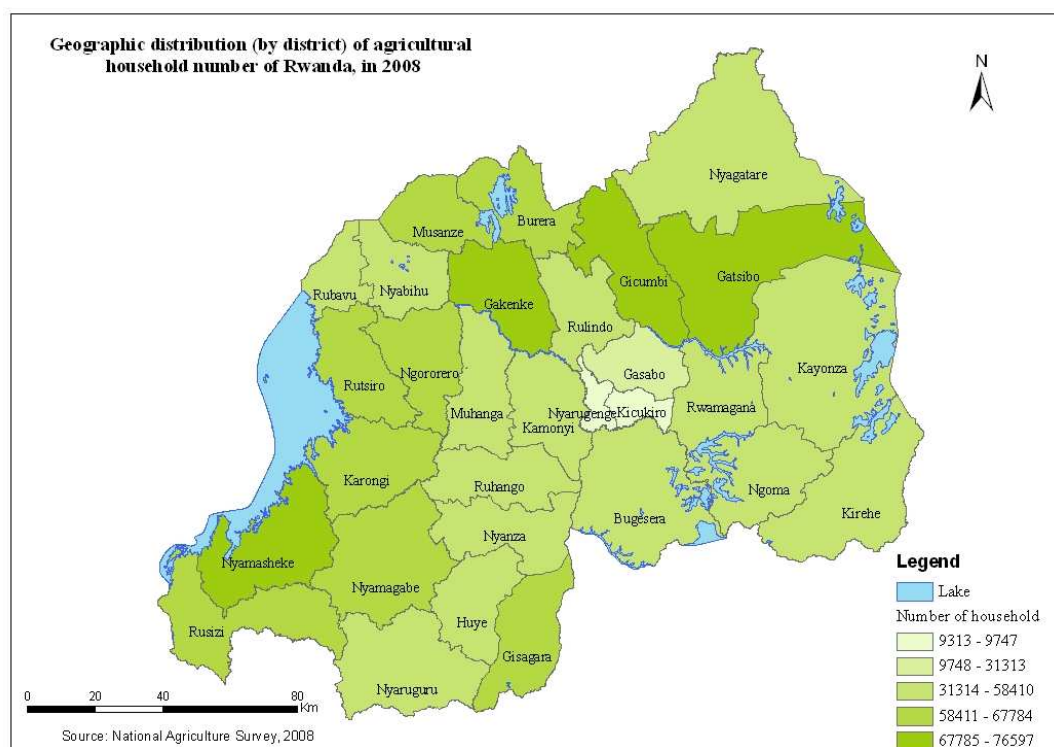 Geographic distribution (by district) of agricultural
household number of Rwanda, in 2008
N
Nyagatare
Burera
Musanze
Gatsibo
Gicumbi
Nyabihu
Rubavu
Gakenke
Rulindo
Kayonza
Gasabo
Ngororero
Rutsiro
Rwamagana
Muhanga
Nyarugenge
Kicukiro
Kamonyi
Karongi
Ruhango
Ngoma
Kirehe
Bugesera
Nyanza
Nyamasheke
Nyamagabe
Huye
Rusizi
Gisagara
Nyaruguru
Legend
Lake
Number of household
9313 - 9747
9748 - 31313
31314 - 58410
58411 - 67784
67785 - 76597
0 20 40 80
Km
Source: National Agriculture Survey, 2008